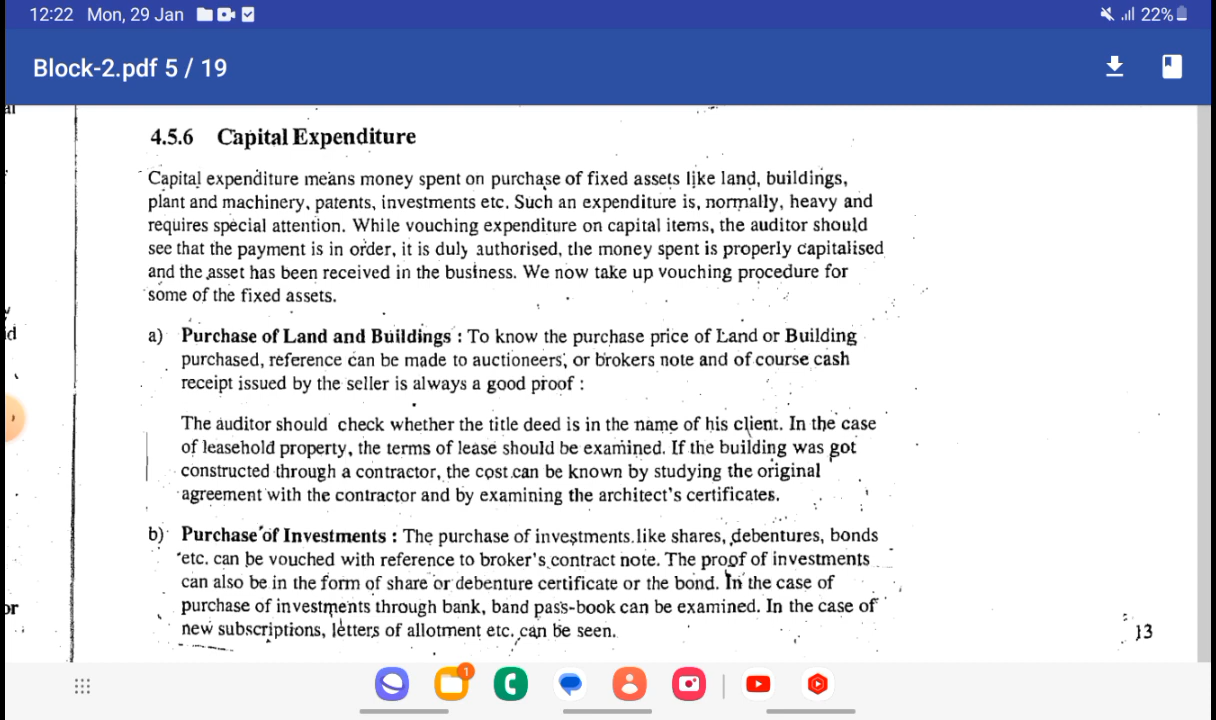 12:22 Mon, 29 Jan
22%
Block-2.pdf 5 / 19
al
4.5.6 Capital Expenditure
Capital expenditure means money spent on purchase of fixed assets like land, buildings,
plant and machinery, patents, investments etc. Such an expenditure is, normally, heavy and
requires special attention. While vouching expenditure on capital items, the auditor should
see that the payment is in order, it is duly authorised, the money spent is properly capitalised
and the asset has been received in the business. We now take up vouching procedure for
some of the fixed assets.
id
a) Purchase of Land and Buildings : To know the purchase price of Land or Building
purchased, reference can be made to auctioneers, or brokers note and of course cash
receipt issued by the seller is always a good proof :
The auditor should check whether the title deed is in the name of his client. In the case
of leasehold property, the terms of lease should be examined. If the building was got
constructed through a contractor, the cost can be known by studying the original
agreement with the contractor and by examining the architect's certificates.
b) Purchase of Investments : The purchase of investments like shares, debentures, bonds
etc. can be vouched with reference to broker's contract note. The proof of investments
can also be in the form of share or debenture certificate or the bond. In the case of
or
purchase of investments through bank, band pass-book can be examined. In the case of
new subscriptions, letters of allotment etc. can be seen.
13
1